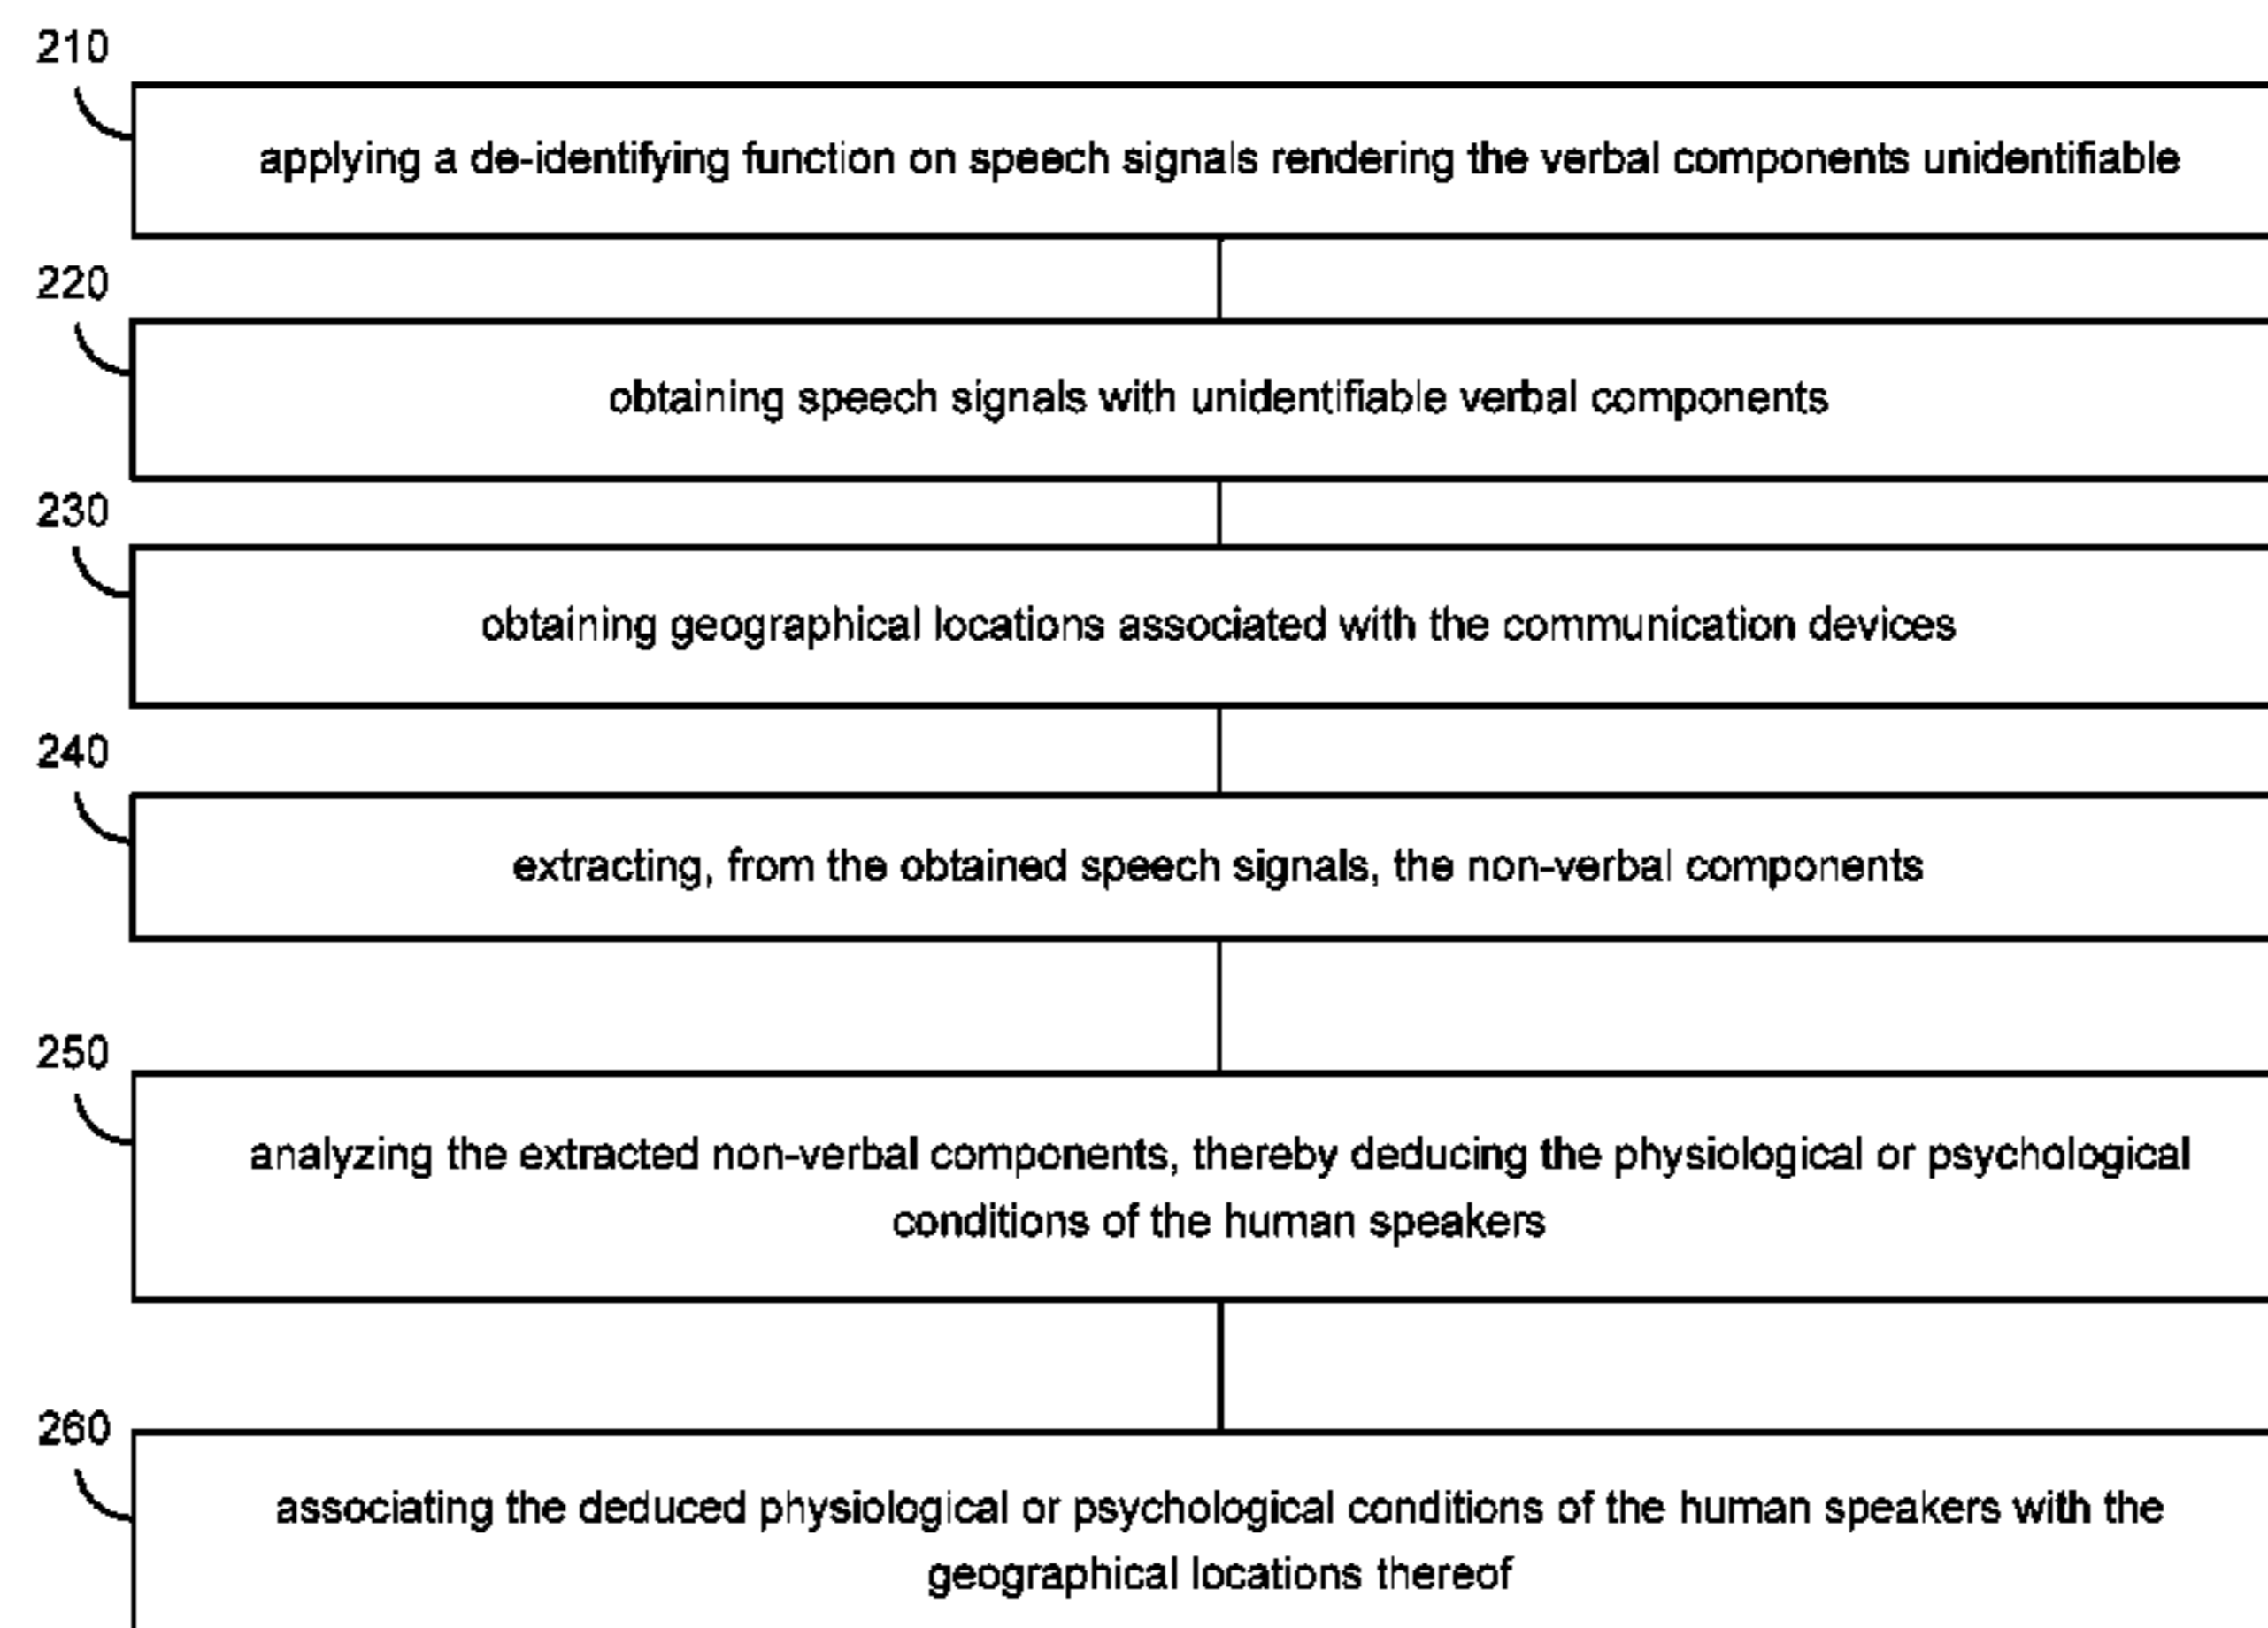 210
applying a de-identifying function on speech signals rendering the verbal components unidentifiable
220
obtaining speech signals with unidentifiable verbal components
230
obtaining geographical locations associated with the communication devices
240
extracting, from the obtained speech signals, the non-verbal components
250
analyzing the extracted non-verbal components, thereby deducing the physiological or psychological
conditions of the human speakers
260
associating the deduced physiological or psychological conditions of the human speakers with the
geographical locations thereof